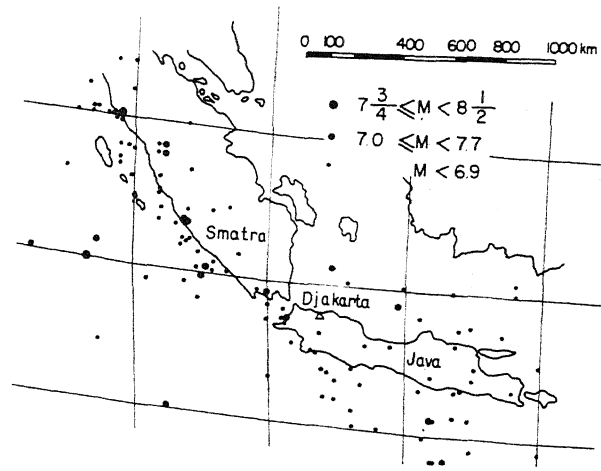 0 100 400 600 800 1000 km
● 7 3/4 ≤ M < 8 1/2
● 7.0 ≤ M < 7.7
M < 6.9
Smatra
Djakarta
Java